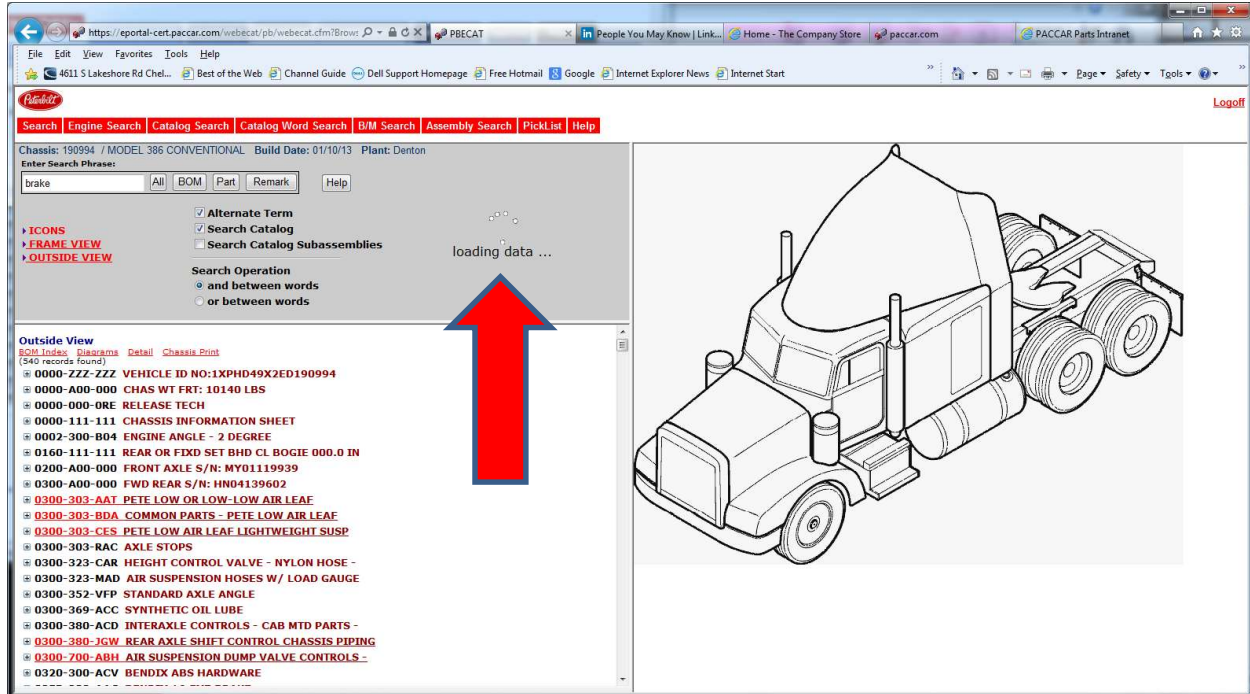 https://eportal-cert.paccar.com/webecat/pb/webecat.cfm?Brows
PBECAT
in People You May Know | Link...
Home - The Company Store
paccar.com
PACCAR Parts Intranet
File Edit View Favorites Tools Help
4611 S Lakeshore Rd Chel... Best of the Web Channel Guide Dell Support Homepage Free Hotmail Google Internet Explorer News Internet Start
Page Safety Tools
Peterbilt
Logoff
Search Engine Search Catalog Search Catalog Word Search B/M Search Assembly Search PickList Help
Chassis: 190994 / MODEL 386 CONVENTIONAL Build Date: 01/10/13 Plant: Denton
Enter Search Phrase:
brake All BOM Part Remark Help
Alternate Term
ICONS
Search Catalog
FRAME VIEW
Search Catalog Subassemblies
OUTSIDE VIEW
loading data ...
Search Operation
and between words
or between words
Outside View
BOM Index Diagrams Detail Chassis Print
(540 records found)
0000-ZZZ-ZZZ VEHICLE ID NO:1XPHD49X2ED190994
0000-A00-000 CHAS WT FRT: 10140 LBS
0000-000-0RE RELEASE TECH
0000-111-111 CHASSIS INFORMATION SHEET
0002-300-B04 ENGINE ANGLE - 2 DEGREE
0160-111-111 REAR OR FIXD SET BHD CL BOGIE 000.0 IN
0200-A00-000 FRONT AXLE S/N: MY01119939
0300-A00-000 FWD REAR S/N: HN04139602
0300-303-AAT PETE LOW OR LOW-LOW AIR LEAF
0300-303-BDA COMMON PARTS - PETE LOW AIR LEAF
0300-303-CES PETE LOW AIR LEAF LIGHTWEIGHT SUSP
0300-303-RAC AXLE STOPS
0300-323-CAR HEIGHT CONTROL VALVE - NYLON HOSE -
0300-323-MAD AIR SUSPENSION HOSES W/ LOAD GAUGE
0300-352-VFP STANDARD AXLE ANGLE
0300-369-ACC SYNTHETIC OIL LUBE
0300-380-ACD INTERAXLE CONTROLS - CAB MTD PARTS -
0300-380-JGW REAR AXLE SHIFT CONTROL CHASSIS PIPING
0300-700-ABH AIR SUSPENSION DUMP VALVE CONTROLS -
0320-300-ACV BENDIX ABS HARDWARE